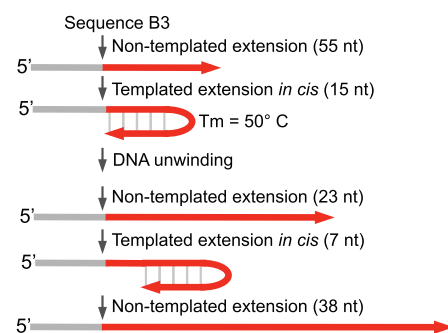 Sequence B3
Non-templated extension (55 nt)
5’
Templated extension in cis (15 nt)
5’
Tm = 50° C
DNA unwinding
Non-templated extension (23 nt)
5’
Templated extension in cis (7 nt)
5’
Non-templated extension (38 nt)
5’